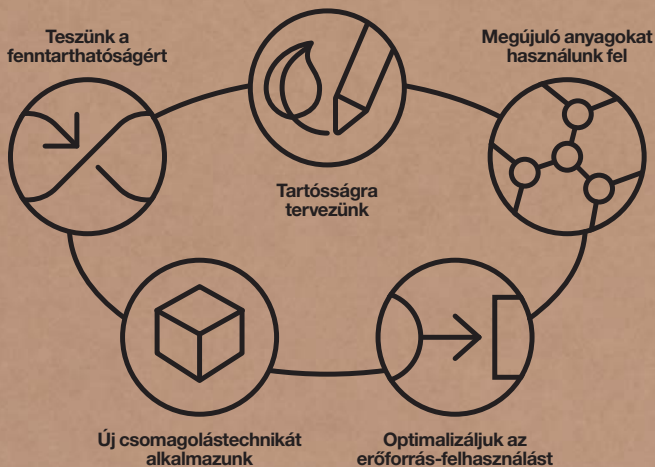 Teszünk a
fenntarthatóságért
Megújuló anyagokat
használunk fel
Tartósságra
tervezünk
Új csomagolástechnikát
alkalmazunk
Optimalizáljuk az
erőforrás-felhasználást